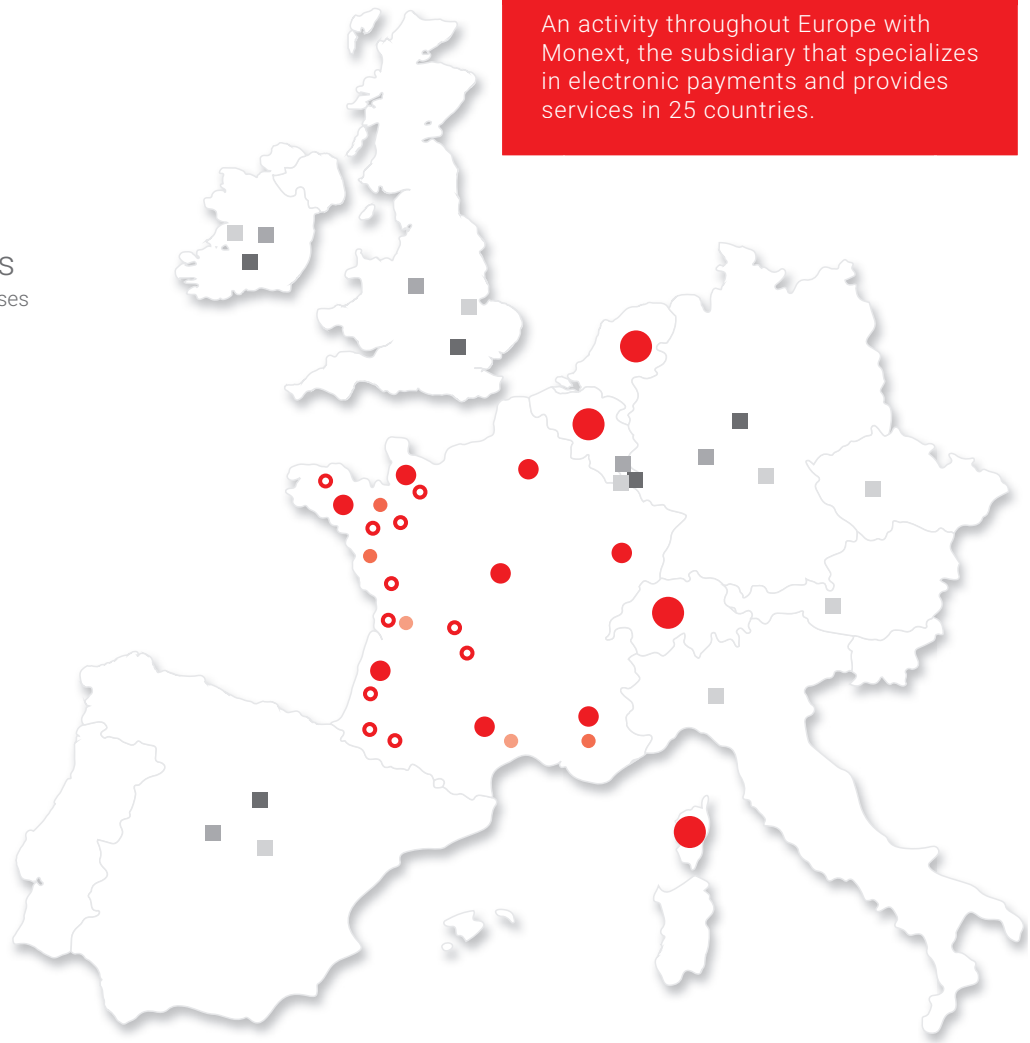 An activity throughout Europe with
Monext, the subsidiary that specializes
in electronic payments and provides
services in 25 countries.
s
ses